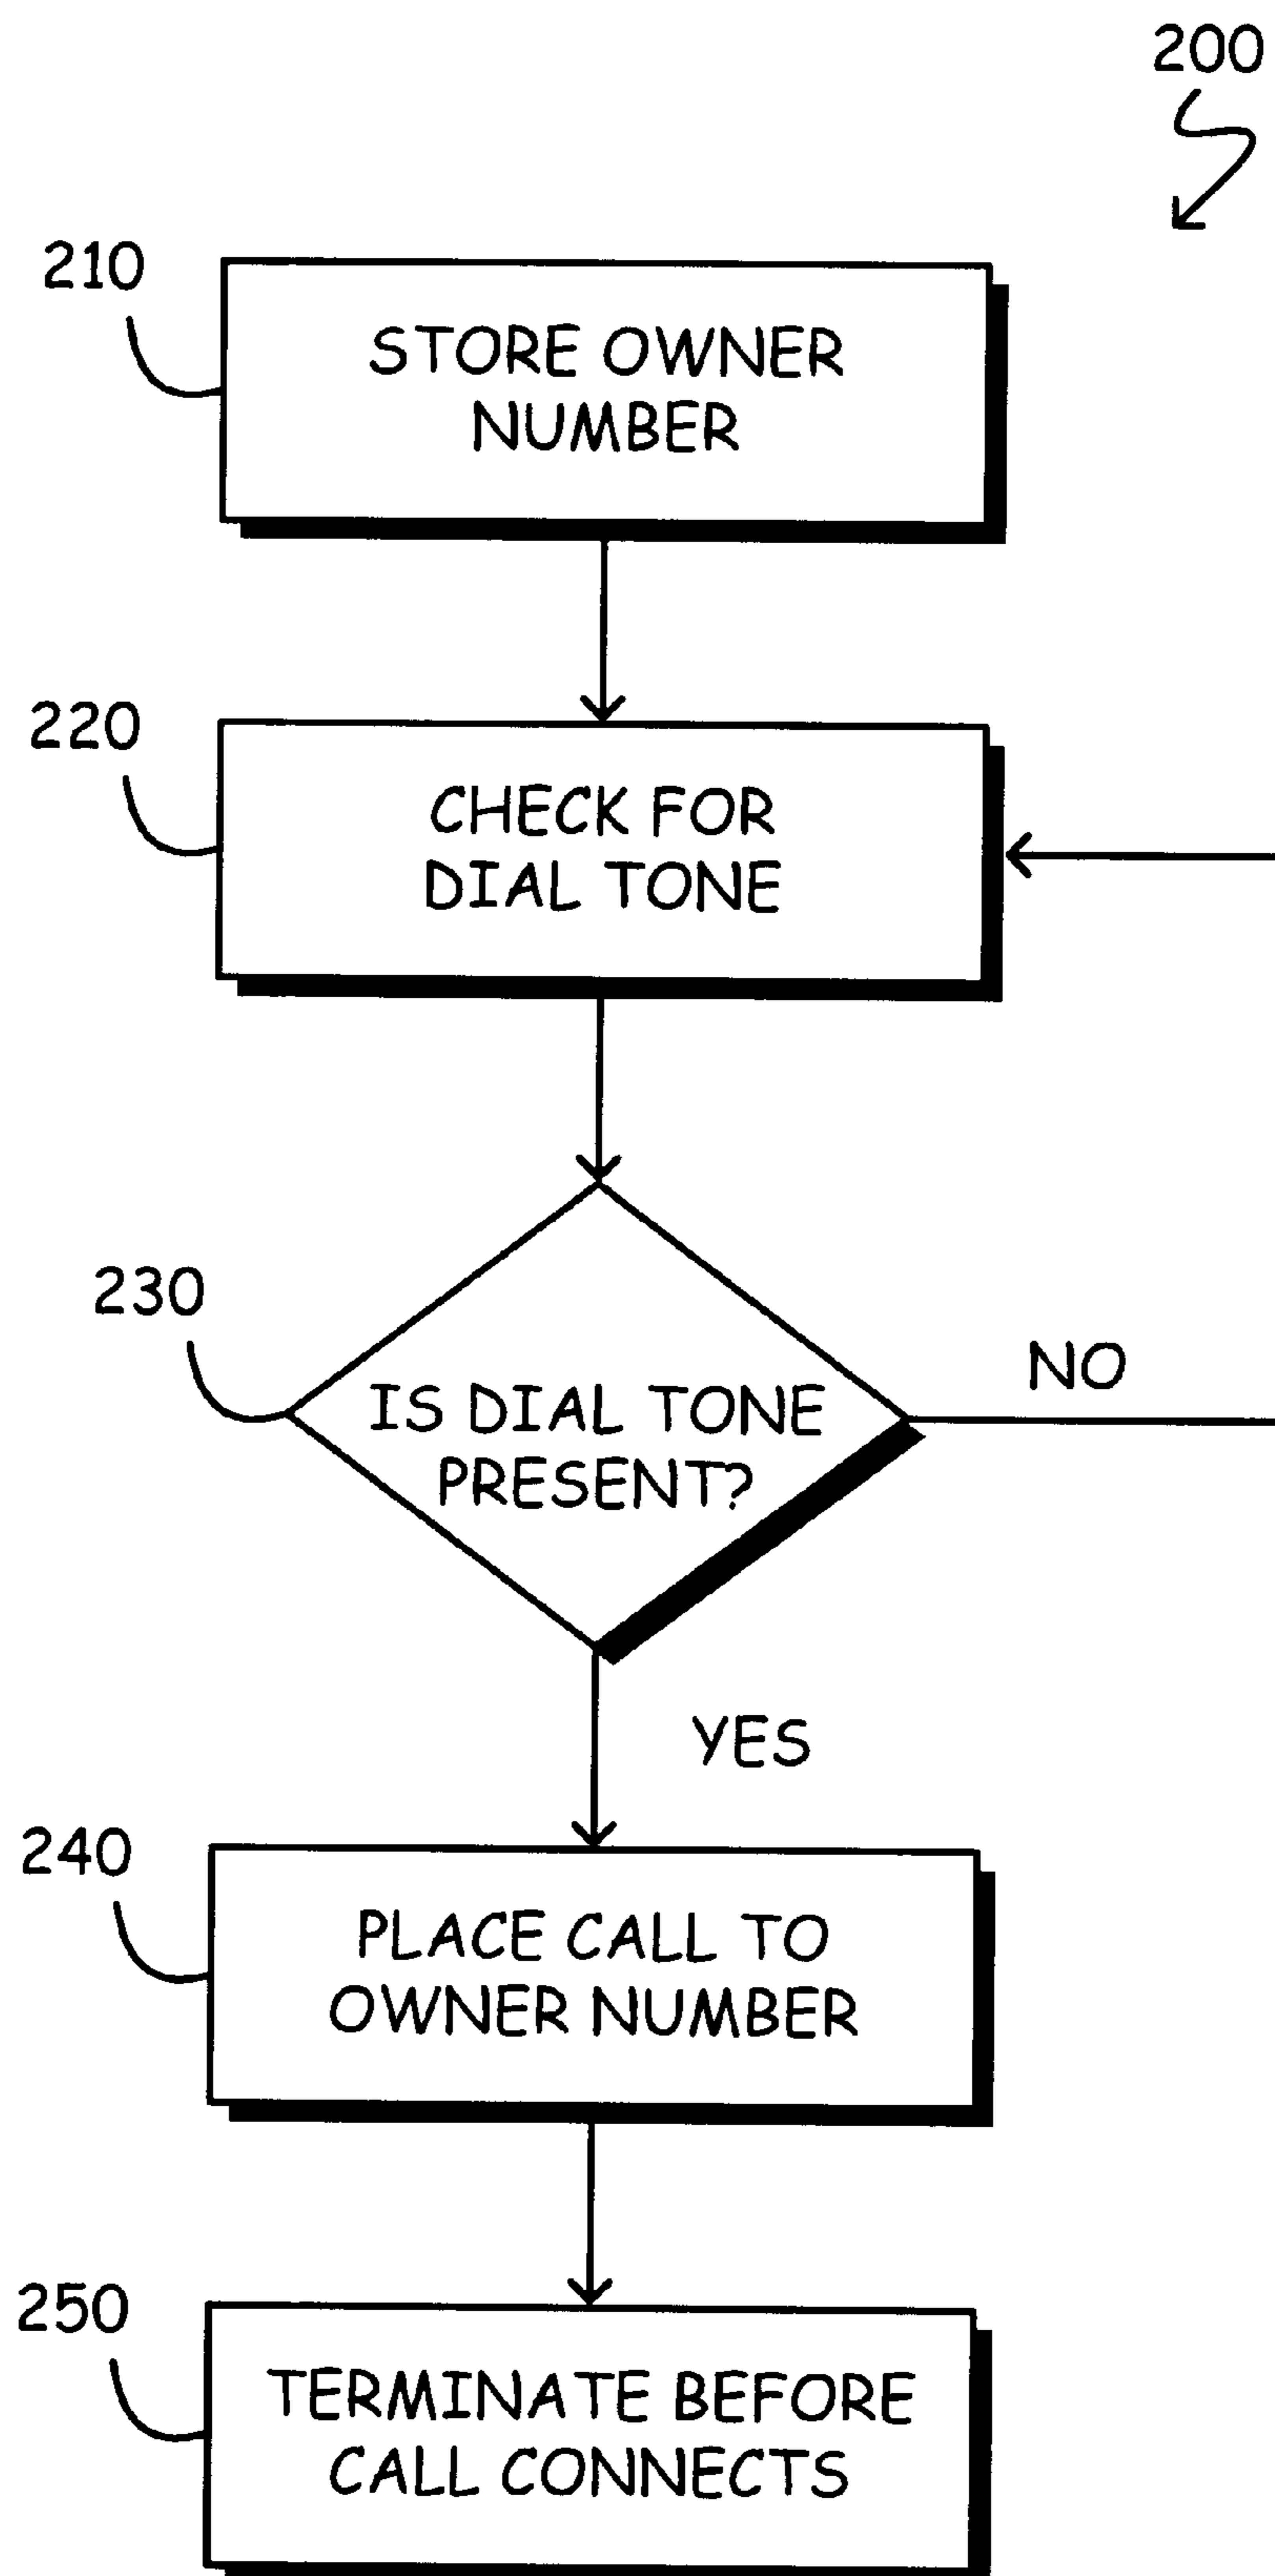 200
210
STORE OWNER
NUMBER
220
CHECK FOR
DIAL TONE
230
IS DIAL TONE
PRESENT?
NO
YES
240
PLACE CALL TO
OWNER NUMBER
250
TERMINATE BEFORE
CALL CONNECTS